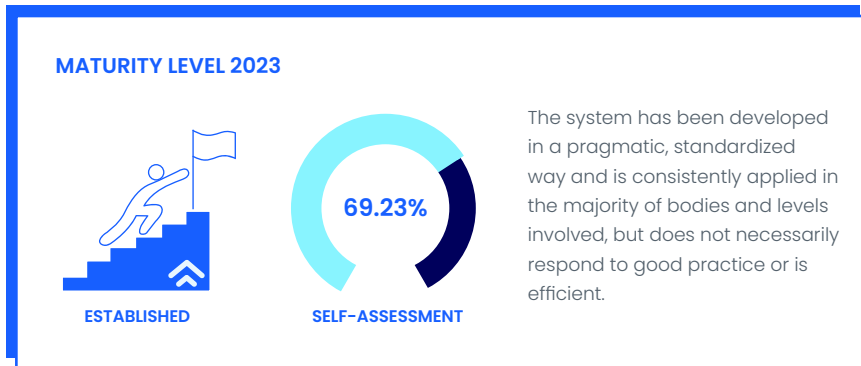 MATURITY LEVEL 2023
ESTABLISHED
69.23%
SELF-ASSESSMENT
The system has been developed
in a pragmatic, standardized
way and is consistently applied in
the majority of bodies and levels
involved, but does not necessarily
respond to good practice or is
efficient.